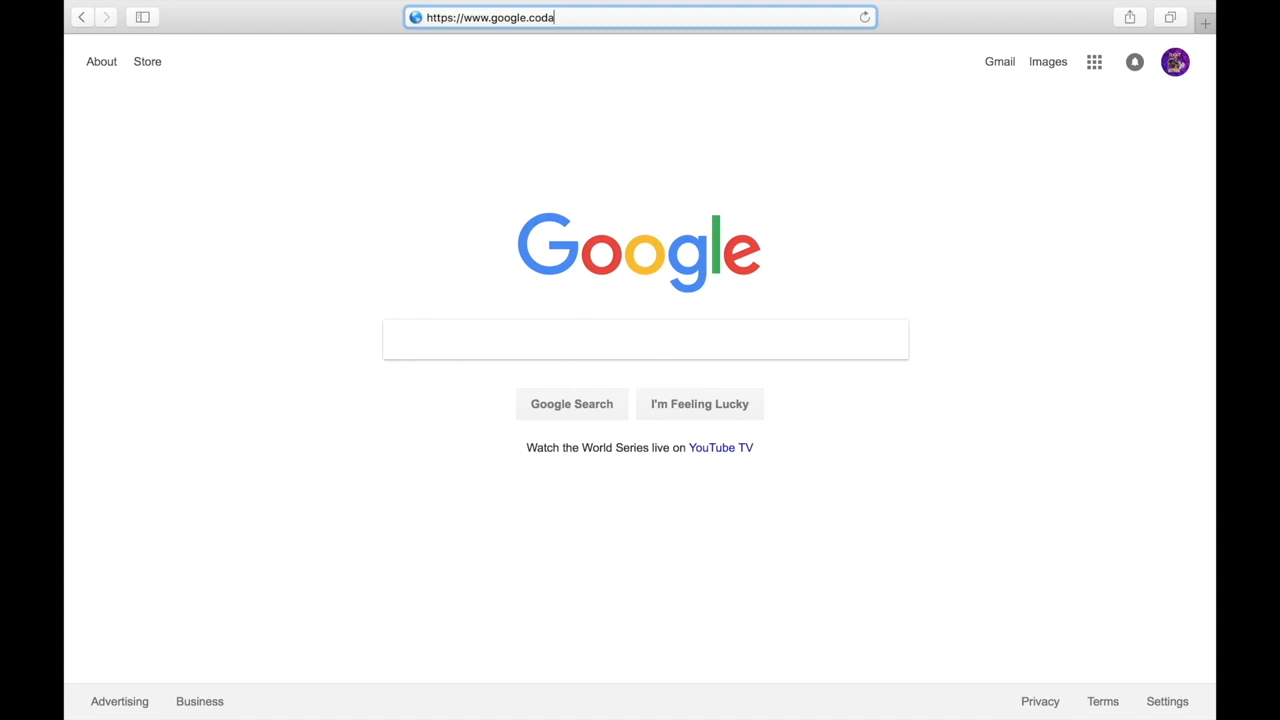 https://www.google.coda
About Store Gmail Images
Google
Google Search I'm Feeling Lucky
Watch the World Series live on YouTube TV
Advertising Business Privacy Terms Settings